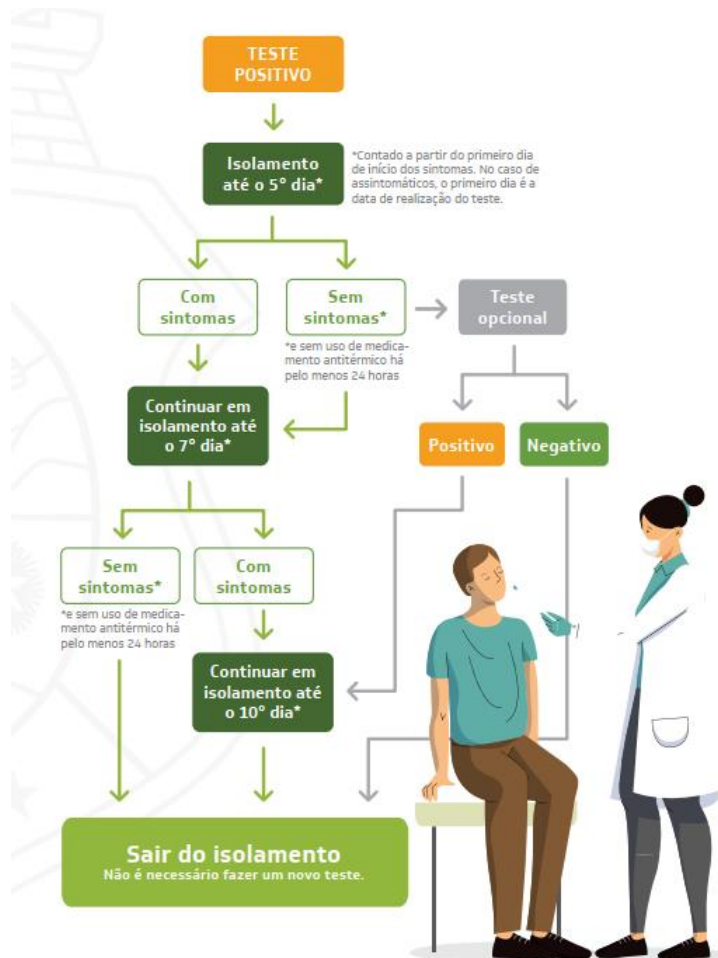 TESTE
POSITIVO
Isolamento
até o 5° dia*
*Contado a partir do primeiro dia
de início dos sintomas. No caso de
assintomáticos, o primeiro dia é a
data de realização do teste.
Com
sintomas
Sem
sintomas*
*e sem uso de medica-
mento antitérmico há
pelo menos 24 horas
Teste
opcional
Continuar em
isolamento até
o 7° dia*
Positivo
Negativo
Sem
sintomas*
*e sem uso de medica-
mento antitérmico há
pelo menos 24 horas
Com
sintomas
Continuar em
isolamento até
o 10° dia*
Sair do isolamento
Não é necessário fazer um novo teste.